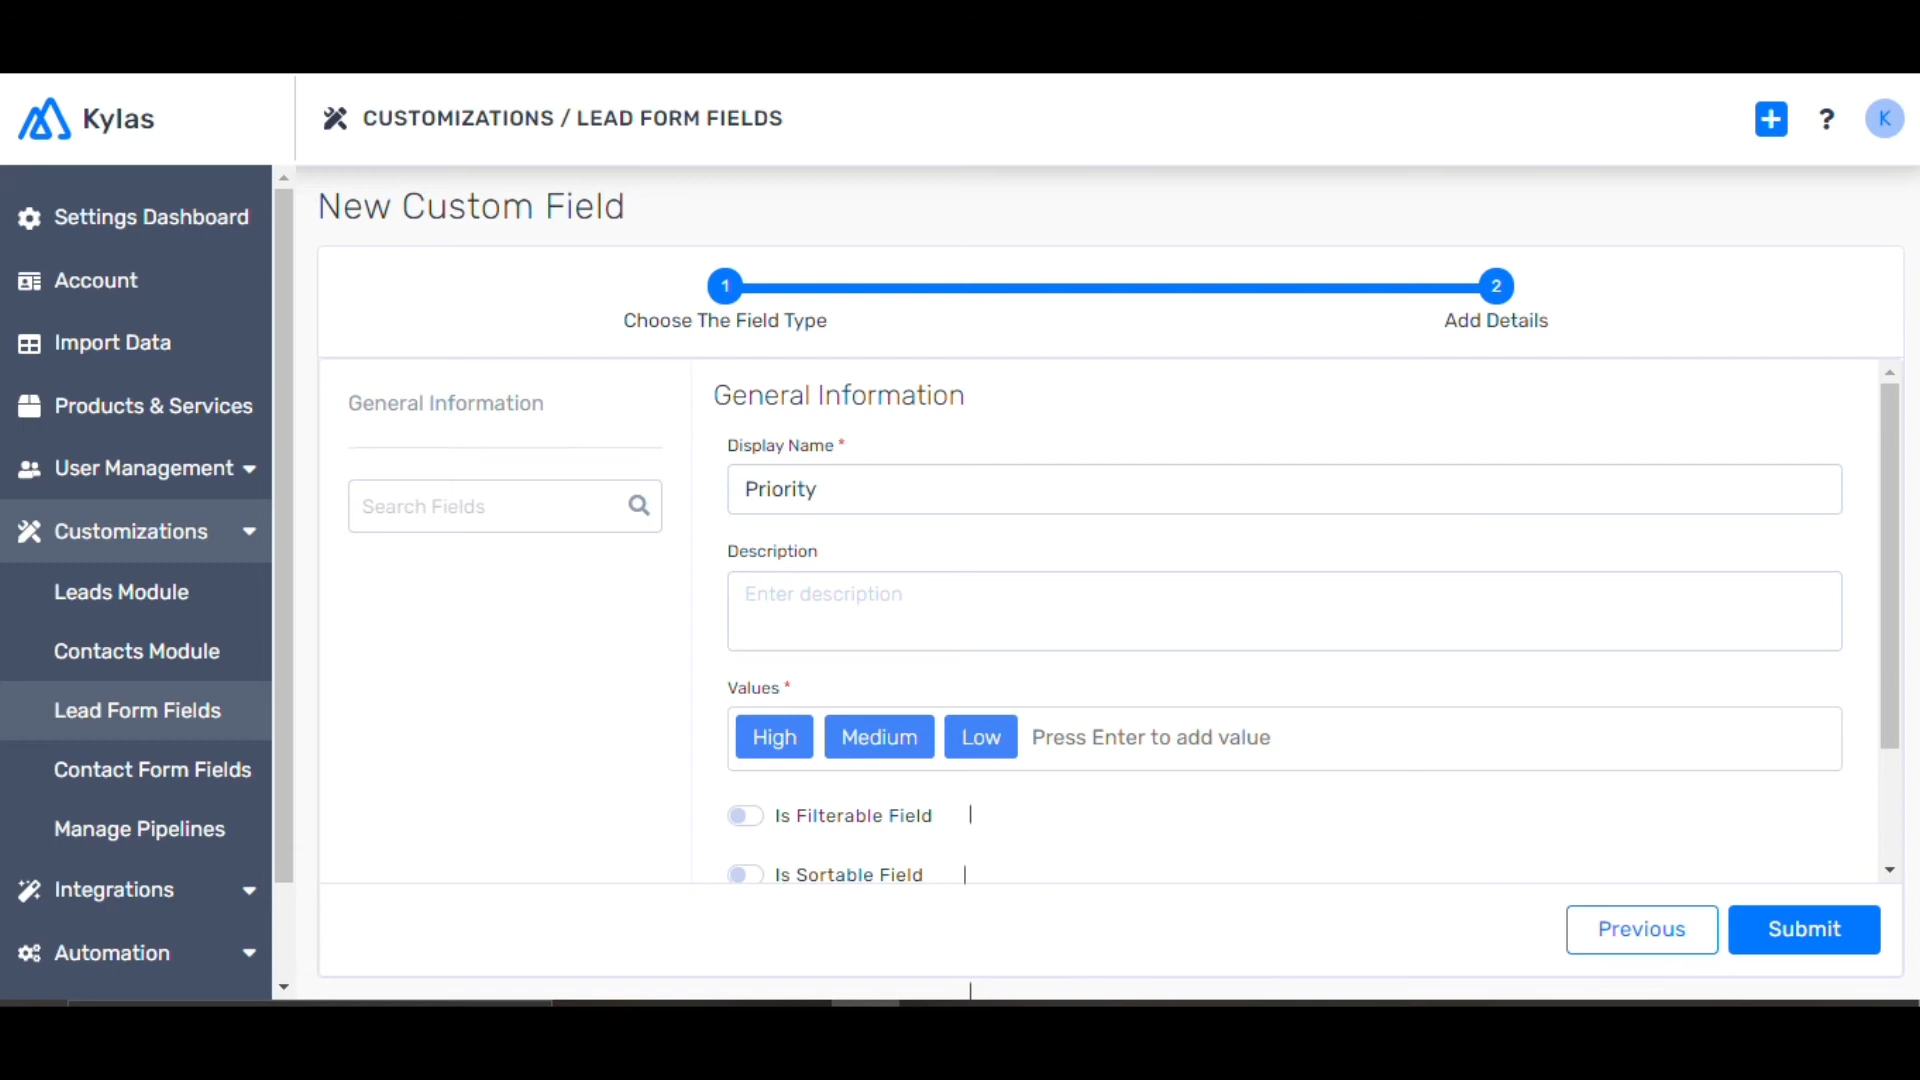 Kylas
CUSTOMIZATIONS / LEAD FORM FIELDS
?
K
Settings Dashboard
Account
Import Data
Products & Services
User Management
Customizations
Leads Module
Contacts Module
Lead Form Fields
Contact Form Fields
Manage Pipelines
Integrations
Automation
New Custom Field
1
2
Choose The Field Type
Add Details
General Information
Search Fields
General Information
Display Name *
Priority
Description
Enter description
Values *
High Medium Low Press Enter to add value
Is Filterable Field
Is Sortable Field
Previous
Submit